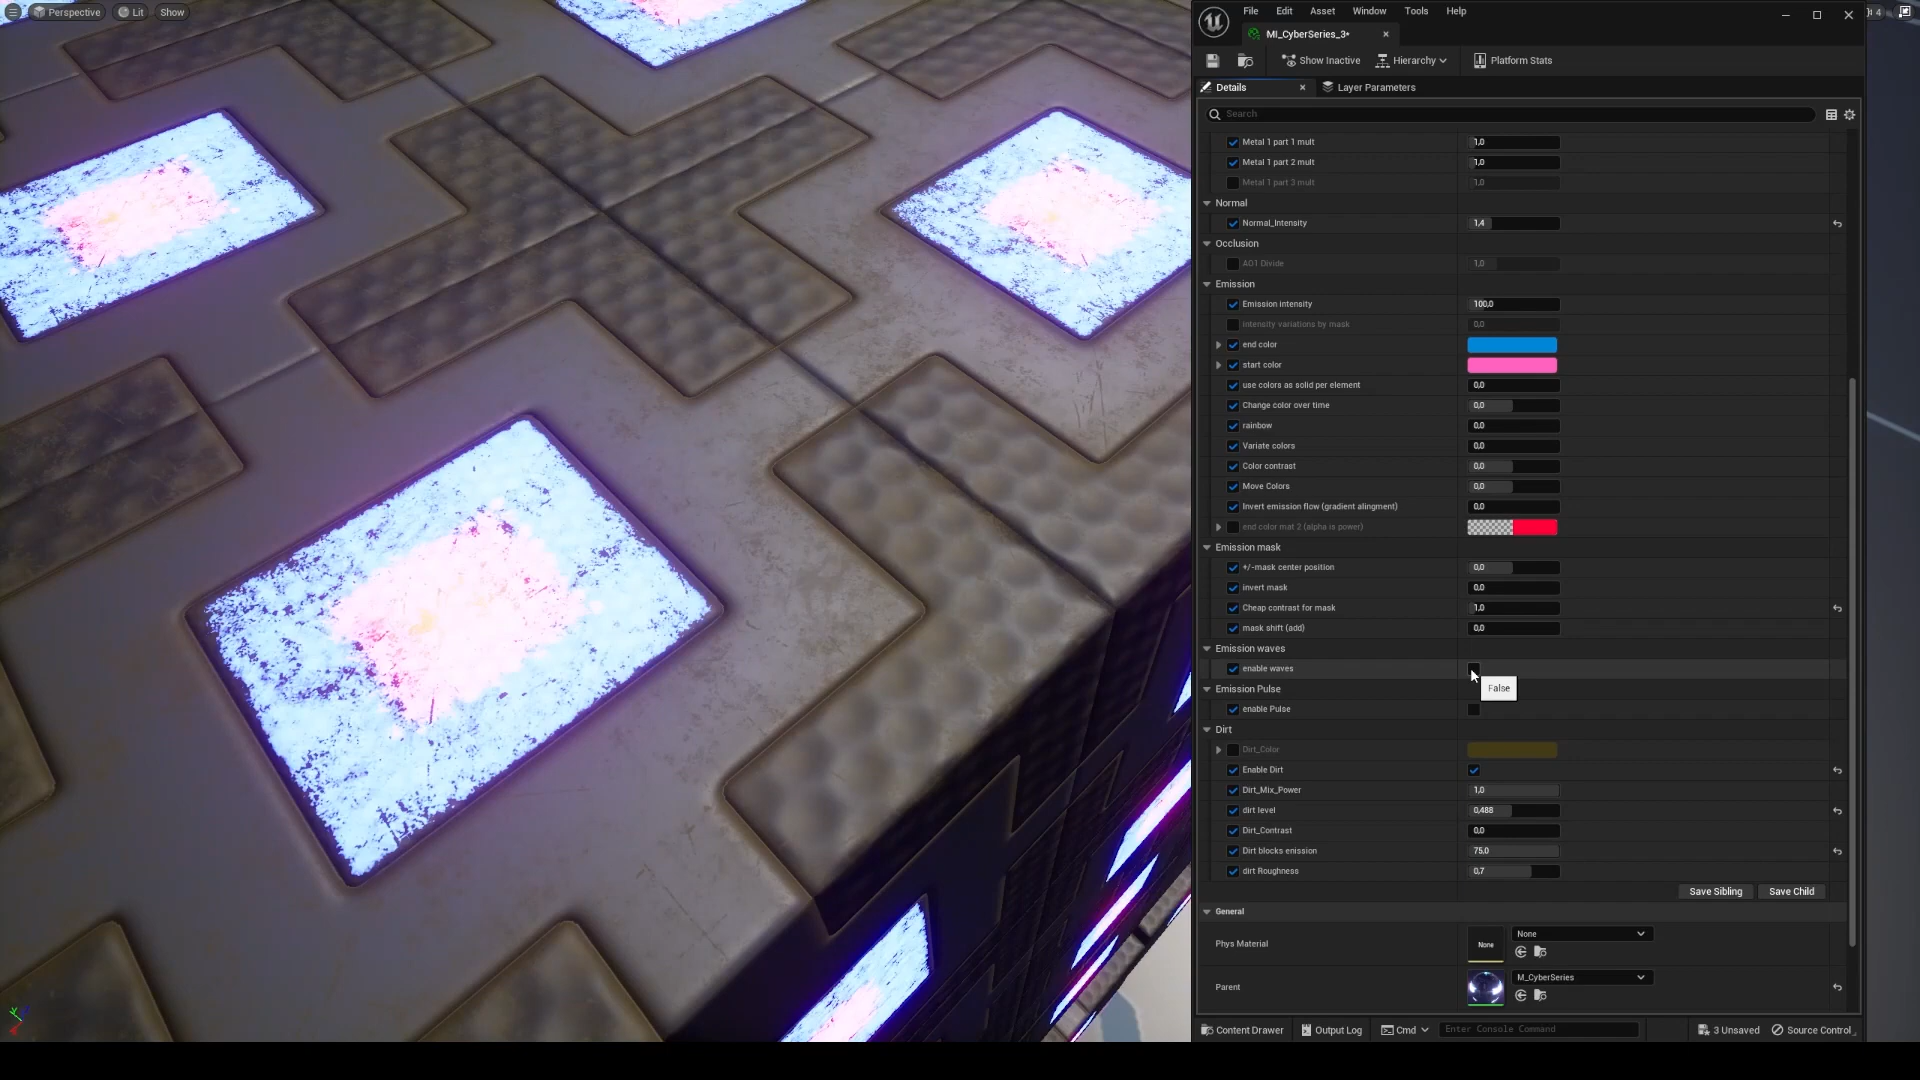 Perspective
Lit
Show
File
Edit
Asset
Window
Tools
Help
4
MI_CyberSeries_3*
Show Inactive
Hierarchy
Platform Stats
Details
Layer Parameters
Search
Metal 1 part 1 mult
1,0
Metal 1 part 2 mult
1,0
Metal 1 part 3 mult
1,0
Normal
Normal_Intensity
1,4
Occlusion
AO1 Divide
1,0
Emission
Emission intensity
100,0
Intensity variations by mask
0,0
end color
start color
use colors as solid per element
0,0
Change color over time
0,0
rainbow
0,0
Variate colors
0,0
Color contrast
0,0
Move Colors
0,0
Invert emission flow (gradient alingment)
0,0
end color mat 2 (alpha is power)
Emission mask
+/-mask center position
0,0
invert mask
0,0
Cheap contrast for mask
1,0
mask shift (add)
0,0
Emission waves
enable waves
False
Emission Pulse
enable Pulse
Dirt
Dirt_Color
Enable Dirt
Dirt_Mix_Power
1,0
dirt level
0,488
Dirt_Contrast
0,0
Dirt blocks emission
75,0
dirt Roughness
0,7
Save Sibling
Save Child
General
Phys Material
None
None
Parent
M_CyberSeries
Content Drawer
Output Log
Cmd
Enter Console Command
3 Unsaved
Source Control